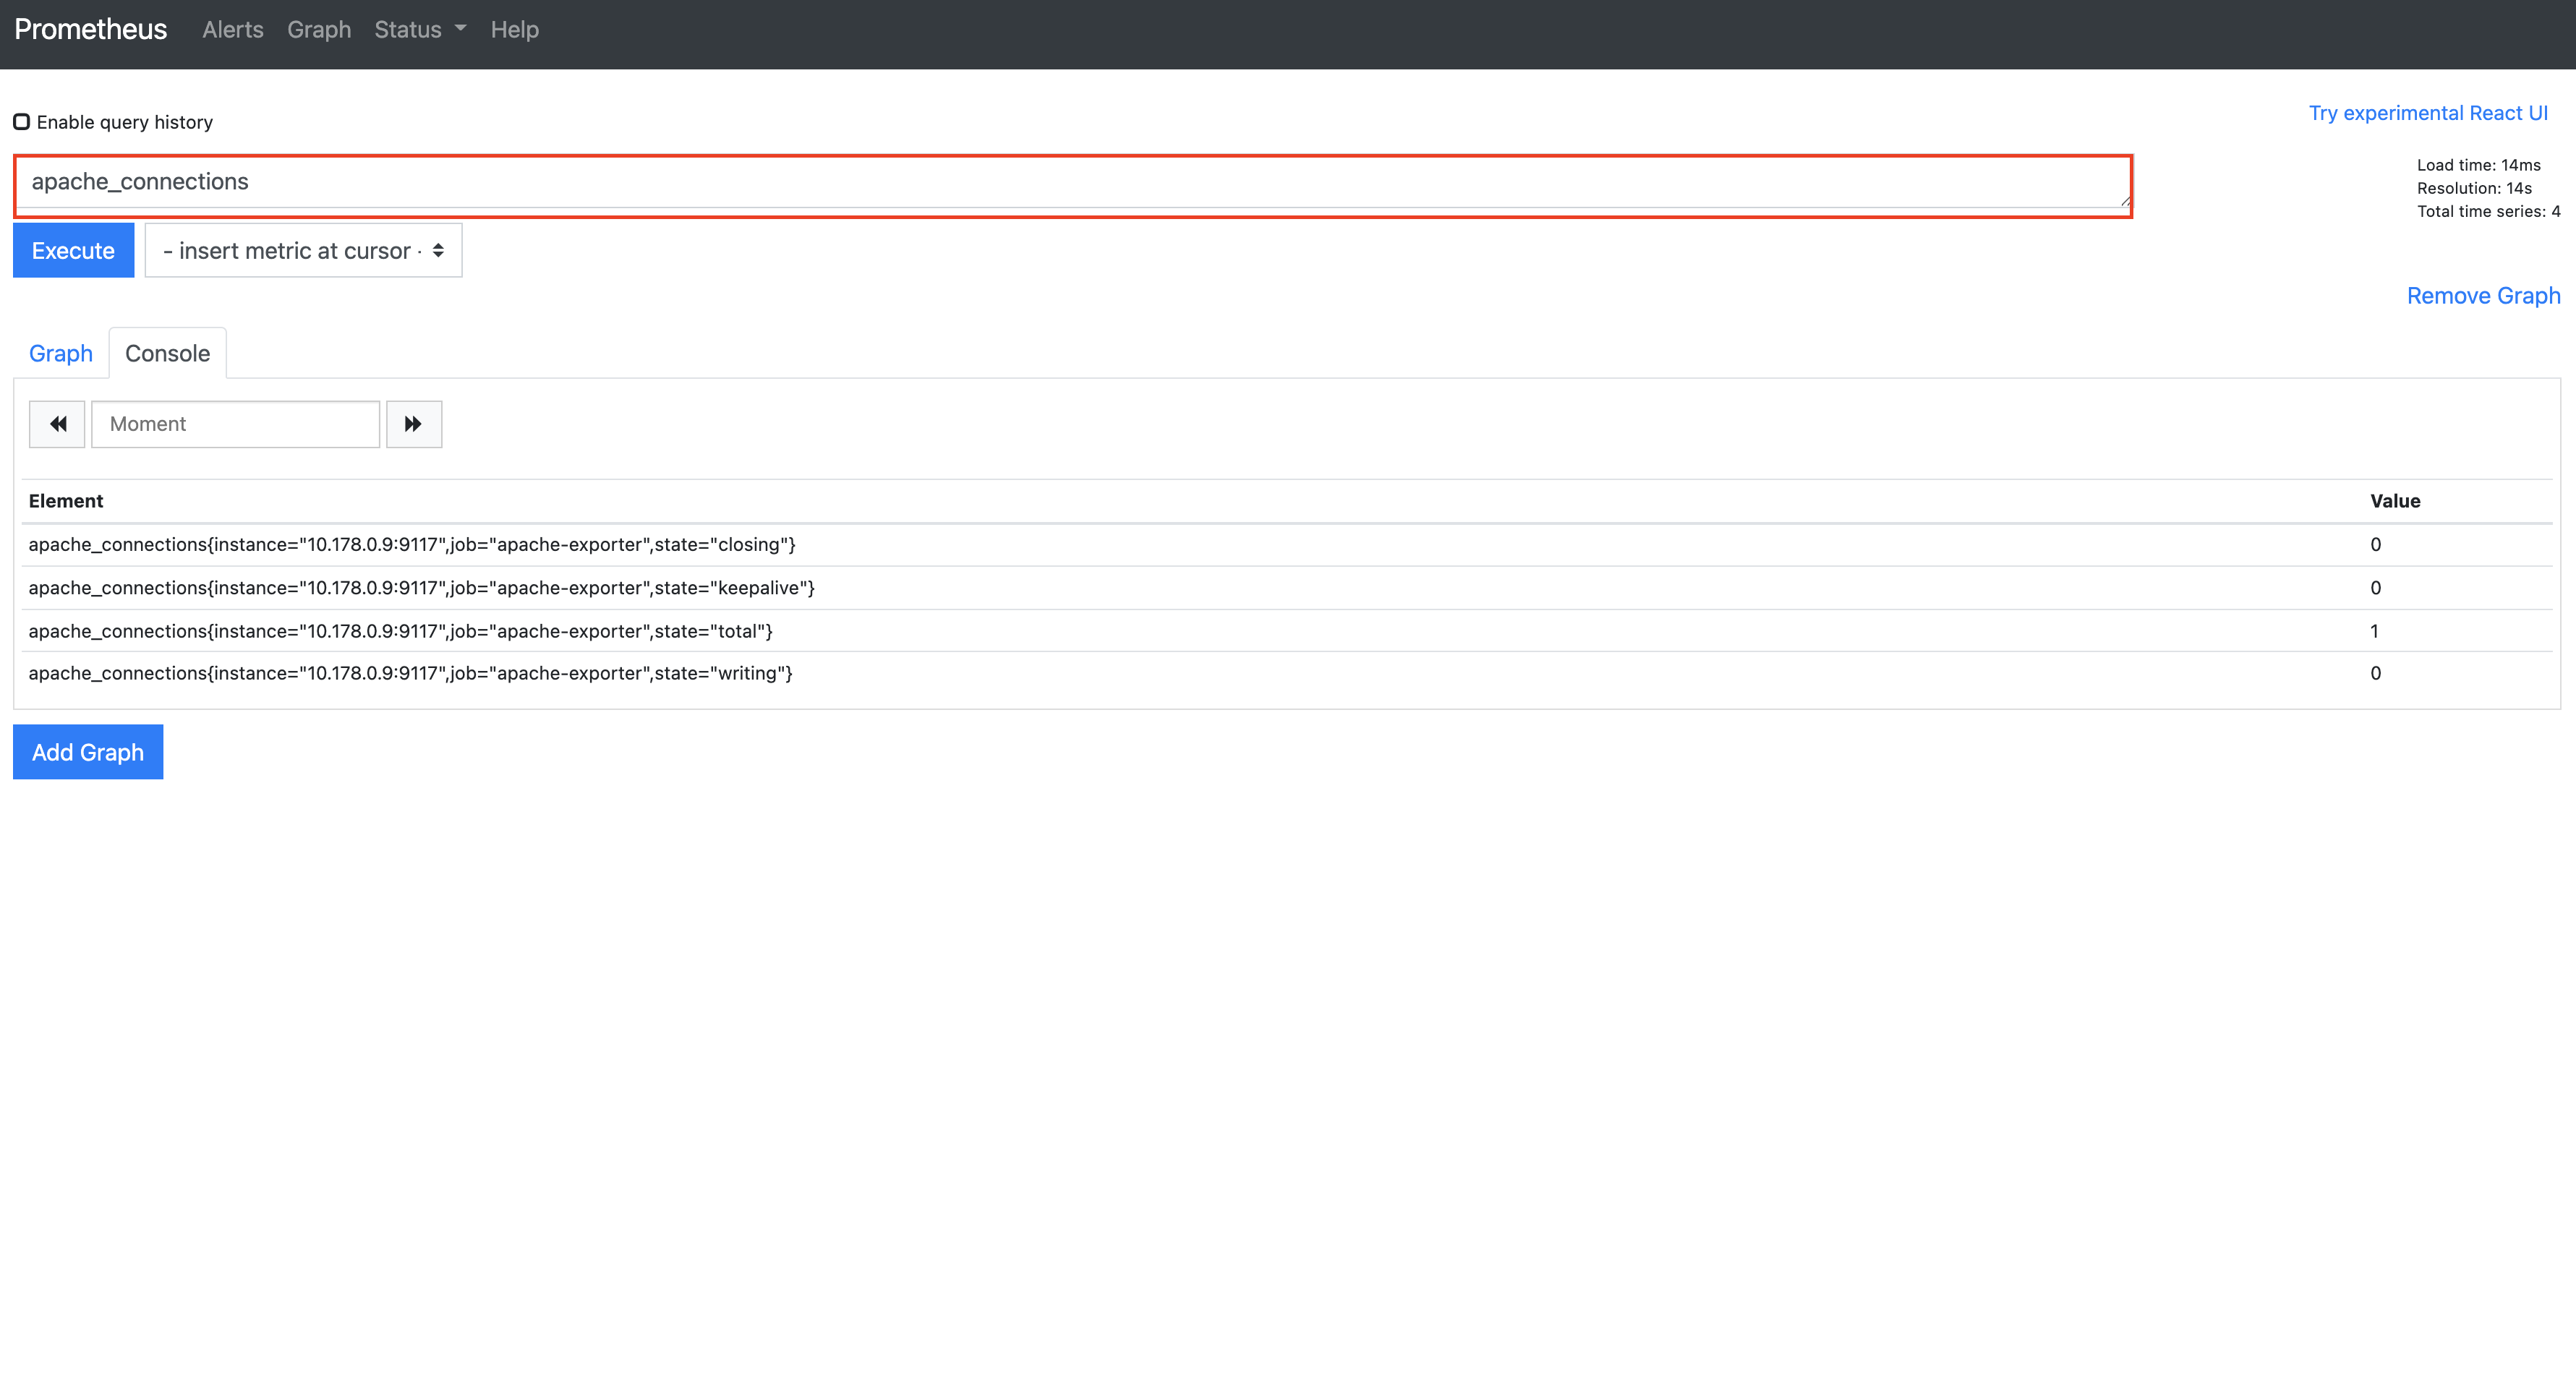 Prometheus Alerts Graph Status Help
Enable query history
Try experimental React UI
apache_connections
Load time: 14ms
Resolution: 14s
Total time series: 4
Execute
- insert metric at cursor -
Remove Graph
Graph Console
Moment
Element Value
apache_connections{instance="10.178.0.9:9117",job="apache-exporter",state="closing"} 0
apache_connections{instance="10.178.0.9:9117",job="apache-exporter",state="keepalive"} 0
apache_connections{instance="10.178.0.9:9117",job="apache-exporter",state="total"} 1
apache_connections{instance="10.178.0.9:9117",job="apache-exporter",state="writing"} 0
Add Graph